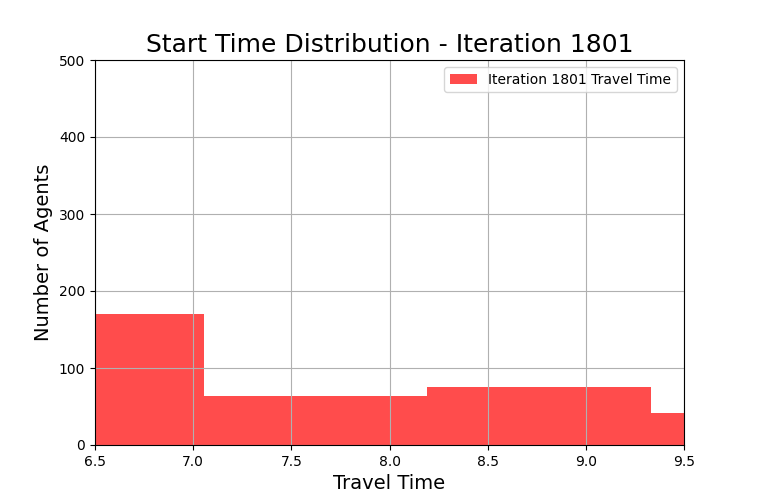 Start Time Distribution - Iteration 1801
Iteration 1801 Travel Time
Number of Agents
500
400
300
200
100
0
6.5 7.0 7.5 8.0 8.5 9.0 9.5
Travel Time